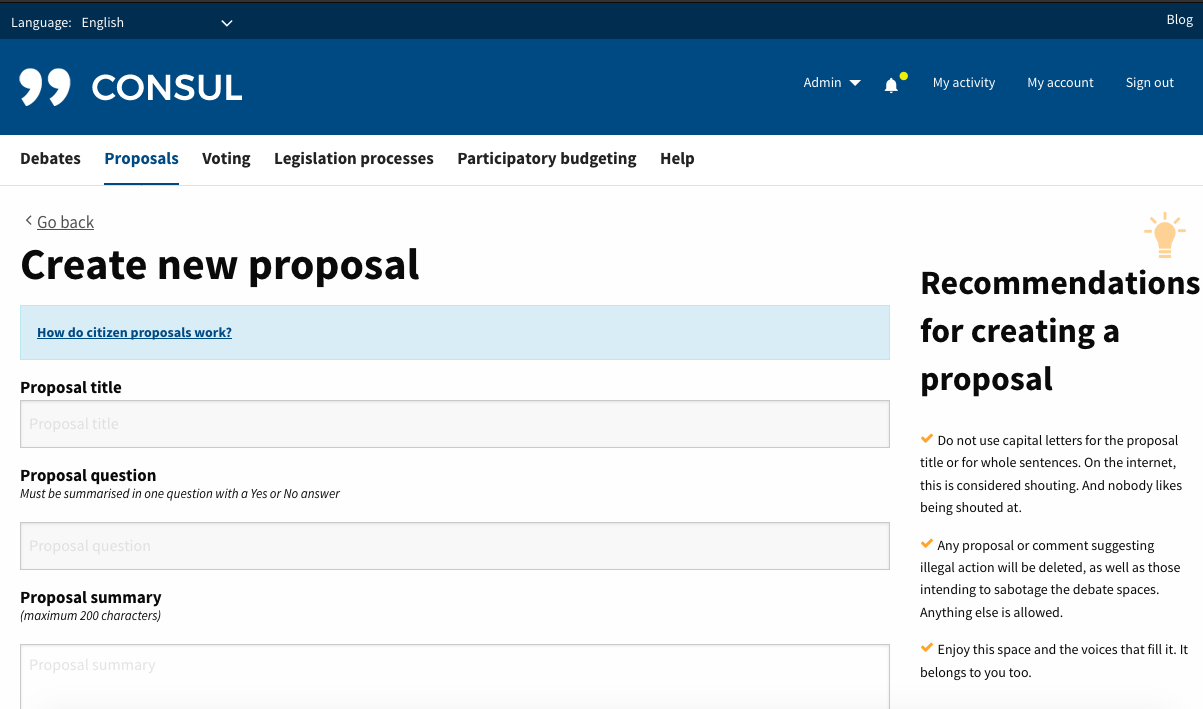 Language: English
Blog
CONSUL
Admin
My activity
My account
Sign out
Debates
Proposals
Voting
Legislation processes
Participatory budgeting
Help
Go back
Create new proposal
How do citizen proposals work?
Proposal title
Proposal title
Proposal question
Must be summarised in one question with a Yes or No answer
Proposal question
Proposal summary
(maximum 200 characters)
Proposal summary
Recommendations
for creating a
proposal
Do not use capital letters for the proposal
title or for whole sentences. On the internet,
this is considered shouting. And nobody likes
being shouted at.
Any proposal or comment suggesting
illegal action will be deleted, as well as those
intending to sabotage the debate spaces.
Anything else is allowed.
Enjoy this space and the voices that fill it. It
belongs to you too.